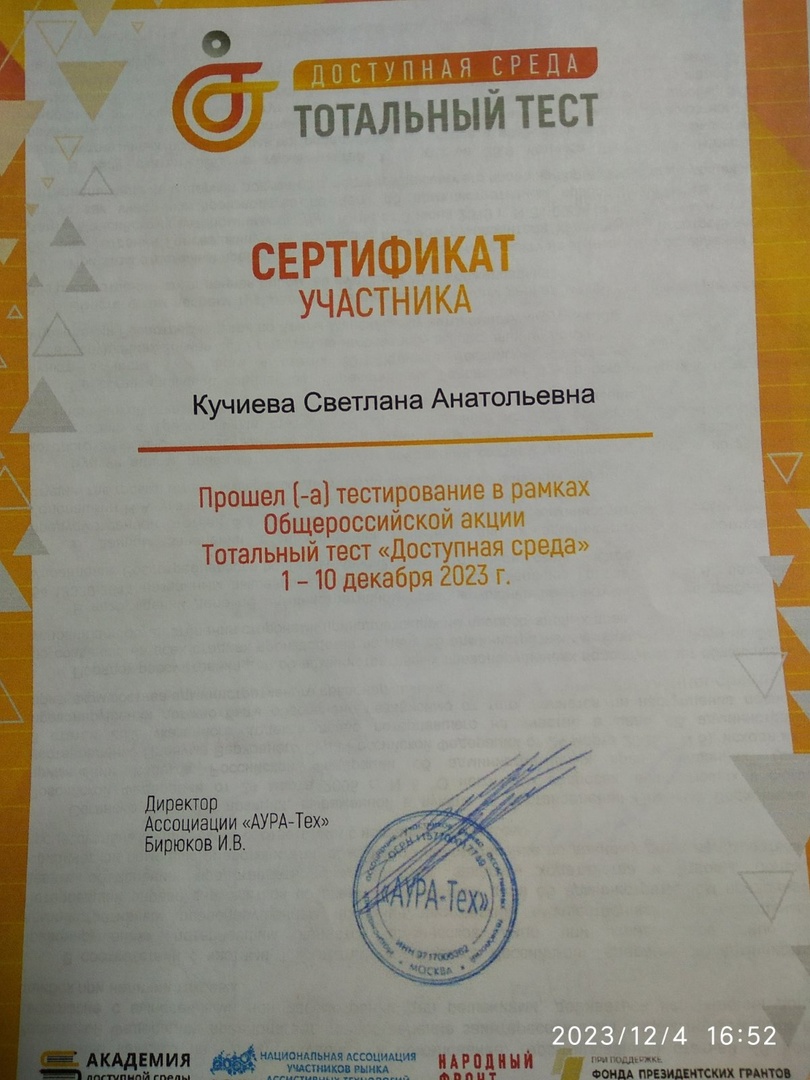 ДОСТУПНАЯ СРЕДА
ТОТАЛЬНЫЙ ТЕСТ
СЕРТИФИКАТ
УЧАСТНИКА
Кучиева Светлана Анатольевна
Прошел (-а) тестирование в рамках
Общероссийской акции
Тотальный тест «Доступная среда»
1 – 10 декабря 2023 г.
Директор
Ассоциации «АУРА-Тех»
Бирюков И.В.
«АУРА-Тех»
МОСКВА
2023/12/4 16:52
АКАДЕМИЯ
ДОСТУПНОЙ СРЕДЫ
НАЦИОНАЛЬНАЯ АССОЦИАЦИЯ
УЧАСТНИКОВ РЫНКА
АССИСТИВНЫХ ТЕХНОЛОГИЙ
НАРОДНЫЙ
ФРОНТ
ПРИ ПОДДЕРЖКЕ
ФОНДА ПРЕЗИДЕНТСКИХ ГРАНТОВ